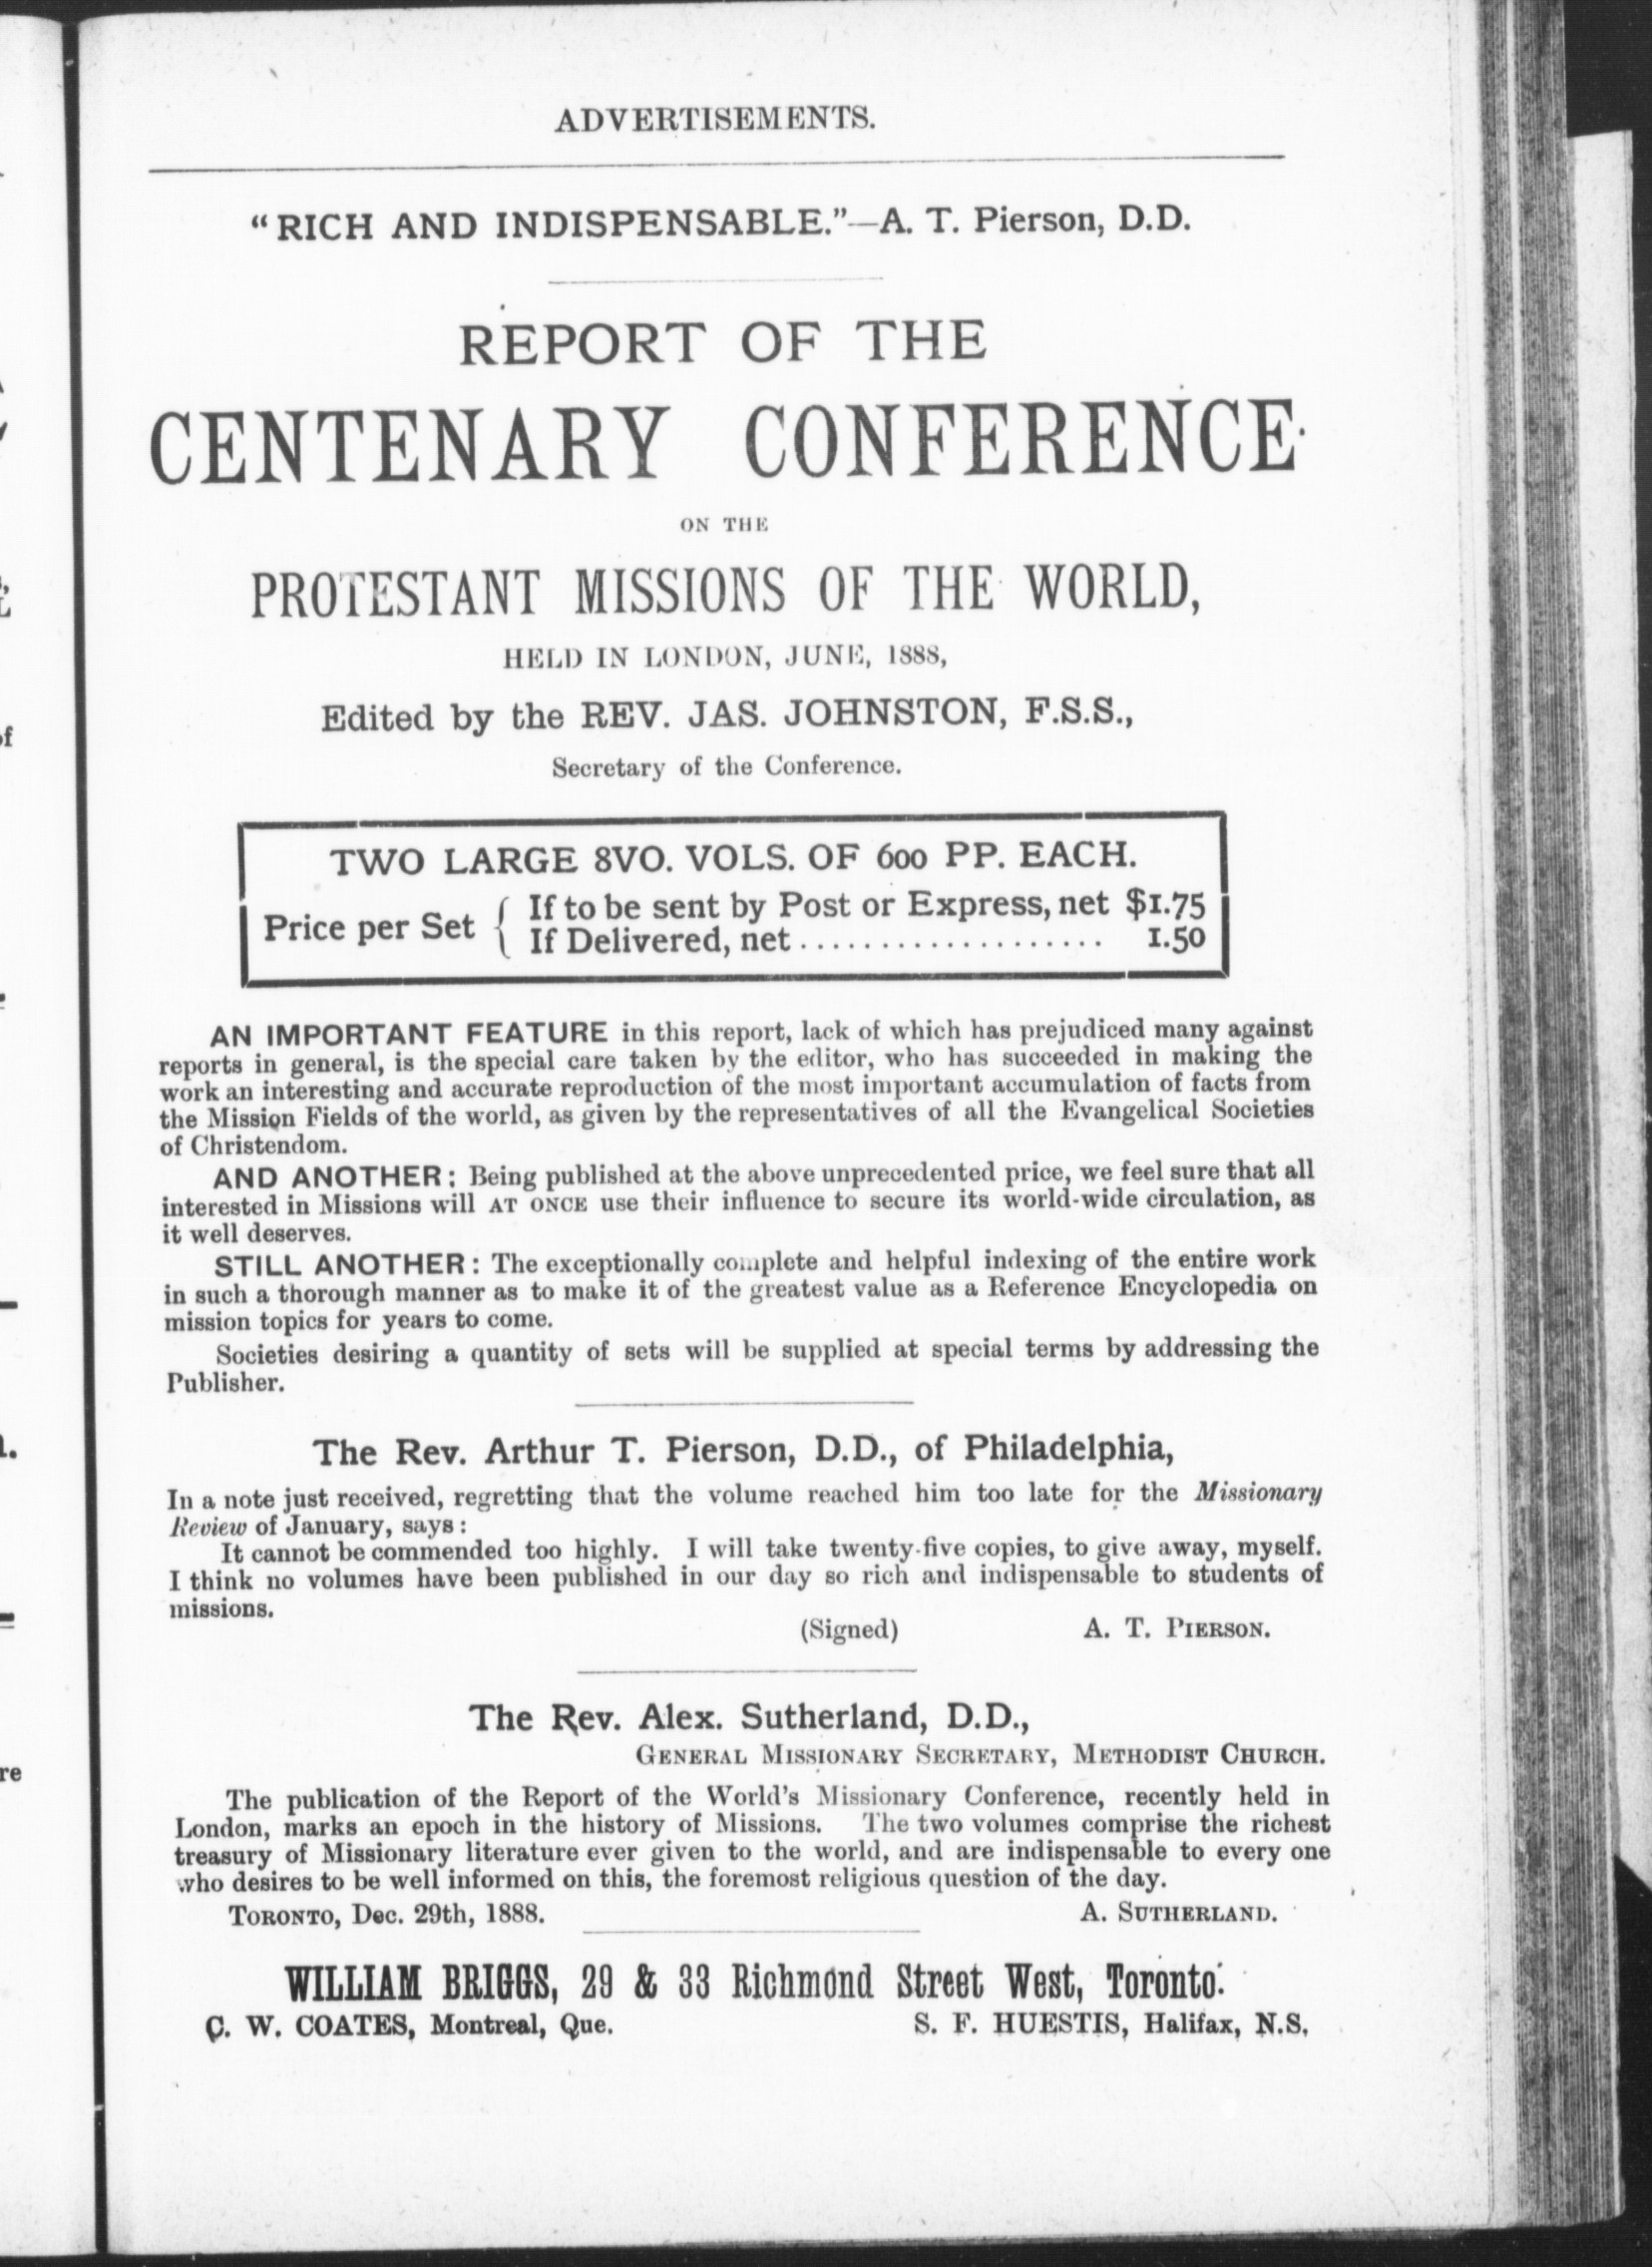 ADVERTISEMENTS.
"RICH AND INDISPENSABLE."—A. T. Pierson, D.D.
REPORT OF THE
CENTENARY CONFERENCE
ON THE
PROTESTANT MISSIONS OF THE WORLD,
HELD IN LONDON, JUNE, 1888,
Edited by the REV. JAS. JOHNSTON, F.S.S.,
Secretary of the Conference.
TWO LARGE 8VO. VOLS. OF 600 PP. EACH.
Price per Set { If to be sent by Post or Express, net $1.75
If Delivered, net ................... 1.50
AN IMPORTANT FEATURE in this report, lack of which has prejudiced many against
reports in general, is the special care taken by the editor, who has succeeded in making the
work an interesting and accurate reproduction of the most important accumulation of facts from
the Mission Fields of the world, as given by the representatives of all the Evangelical Societies
of Christendom.
AND ANOTHER: Being published at the above unprecedented price, we feel sure that all
interested in Missions will AT ONCE use their influence to secure its world-wide circulation, as
it well deserves.
STILL ANOTHER: The exceptionally complete and helpful indexing of the entire work
in such a thorough manner as to make it of the greatest value as a Reference Encyclopedia on
mission topics for years to come.
Societies desiring a quantity of sets will be supplied at special terms by addressing the
Publisher.
The Rev. Arthur T. Pierson, D.D., of Philadelphia,
In a note just received, regretting that the volume reached him too late for the Missionary
Review of January, says:
It cannot be commended too highly. I will take twenty-five copies, to give away, myself.
I think no volumes have been published in our day so rich and indispensable to students of
missions.
(Signed) A. T. PIERSON.
The Rev. Alex. Sutherland, D.D.,
GENERAL MISSIONARY SECRETARY, METHODIST CHURCH.
The publication of the Report of the World's Missionary Conference, recently held in
London, marks an epoch in the history of Missions. The two volumes comprise the richest
treasury of Missionary literature ever given to the world, and are indispensable to every one
who desires to be well informed on this, the foremost religious question of the day.
TORONTO, Dec. 29th, 1888. A. SUTHERLAND.
WILLIAM BRIGGS, 29 & 33 Richmond Street West, Toronto.
C. W. COATES, Montreal, Que. S. F. HUESTIS, Halifax, N.S.